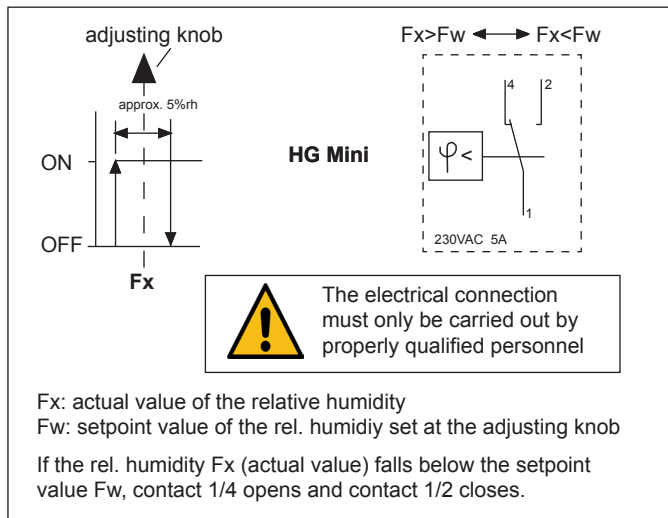 adjusting knob
approx. 5%rh
ON
OFF
Fx
HG Mini
Fx>Fw Fx<Fw
4 2
φ<
1
230VAC 5A
The electrical connection
must only be carried out by
properly qualified personnel
Fx: actual value of the relative humidity
Fw: setpoint value of the rel. humidiy set at the adjusting knob
If the rel. humidity Fx (actual value) falls below the setpoint
value Fw, contact 1/4 opens and contact 1/2 closes.